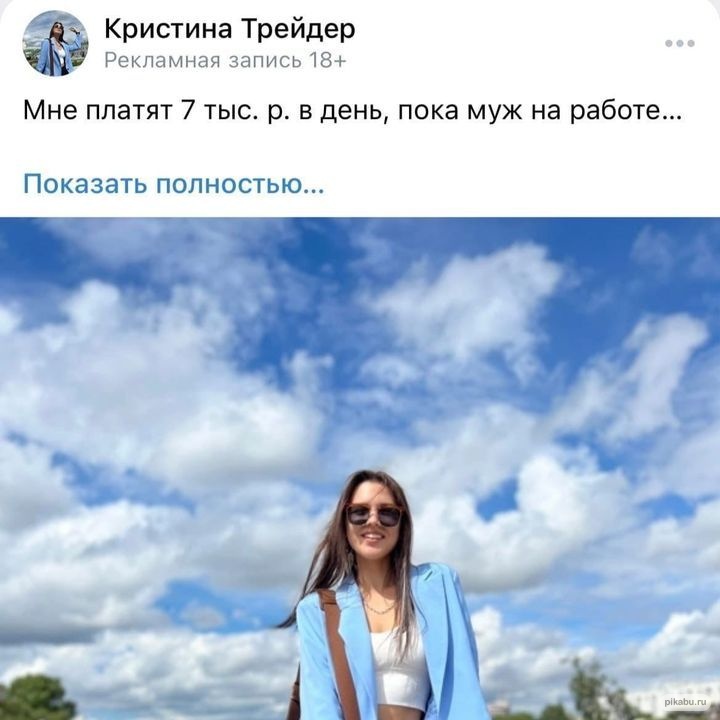 Кристина Трейдер
Рекламная запись 18+
Мне платят 7 тыс. р. в день, пока муж на работе...
Показать полностью...
pikabu.ru